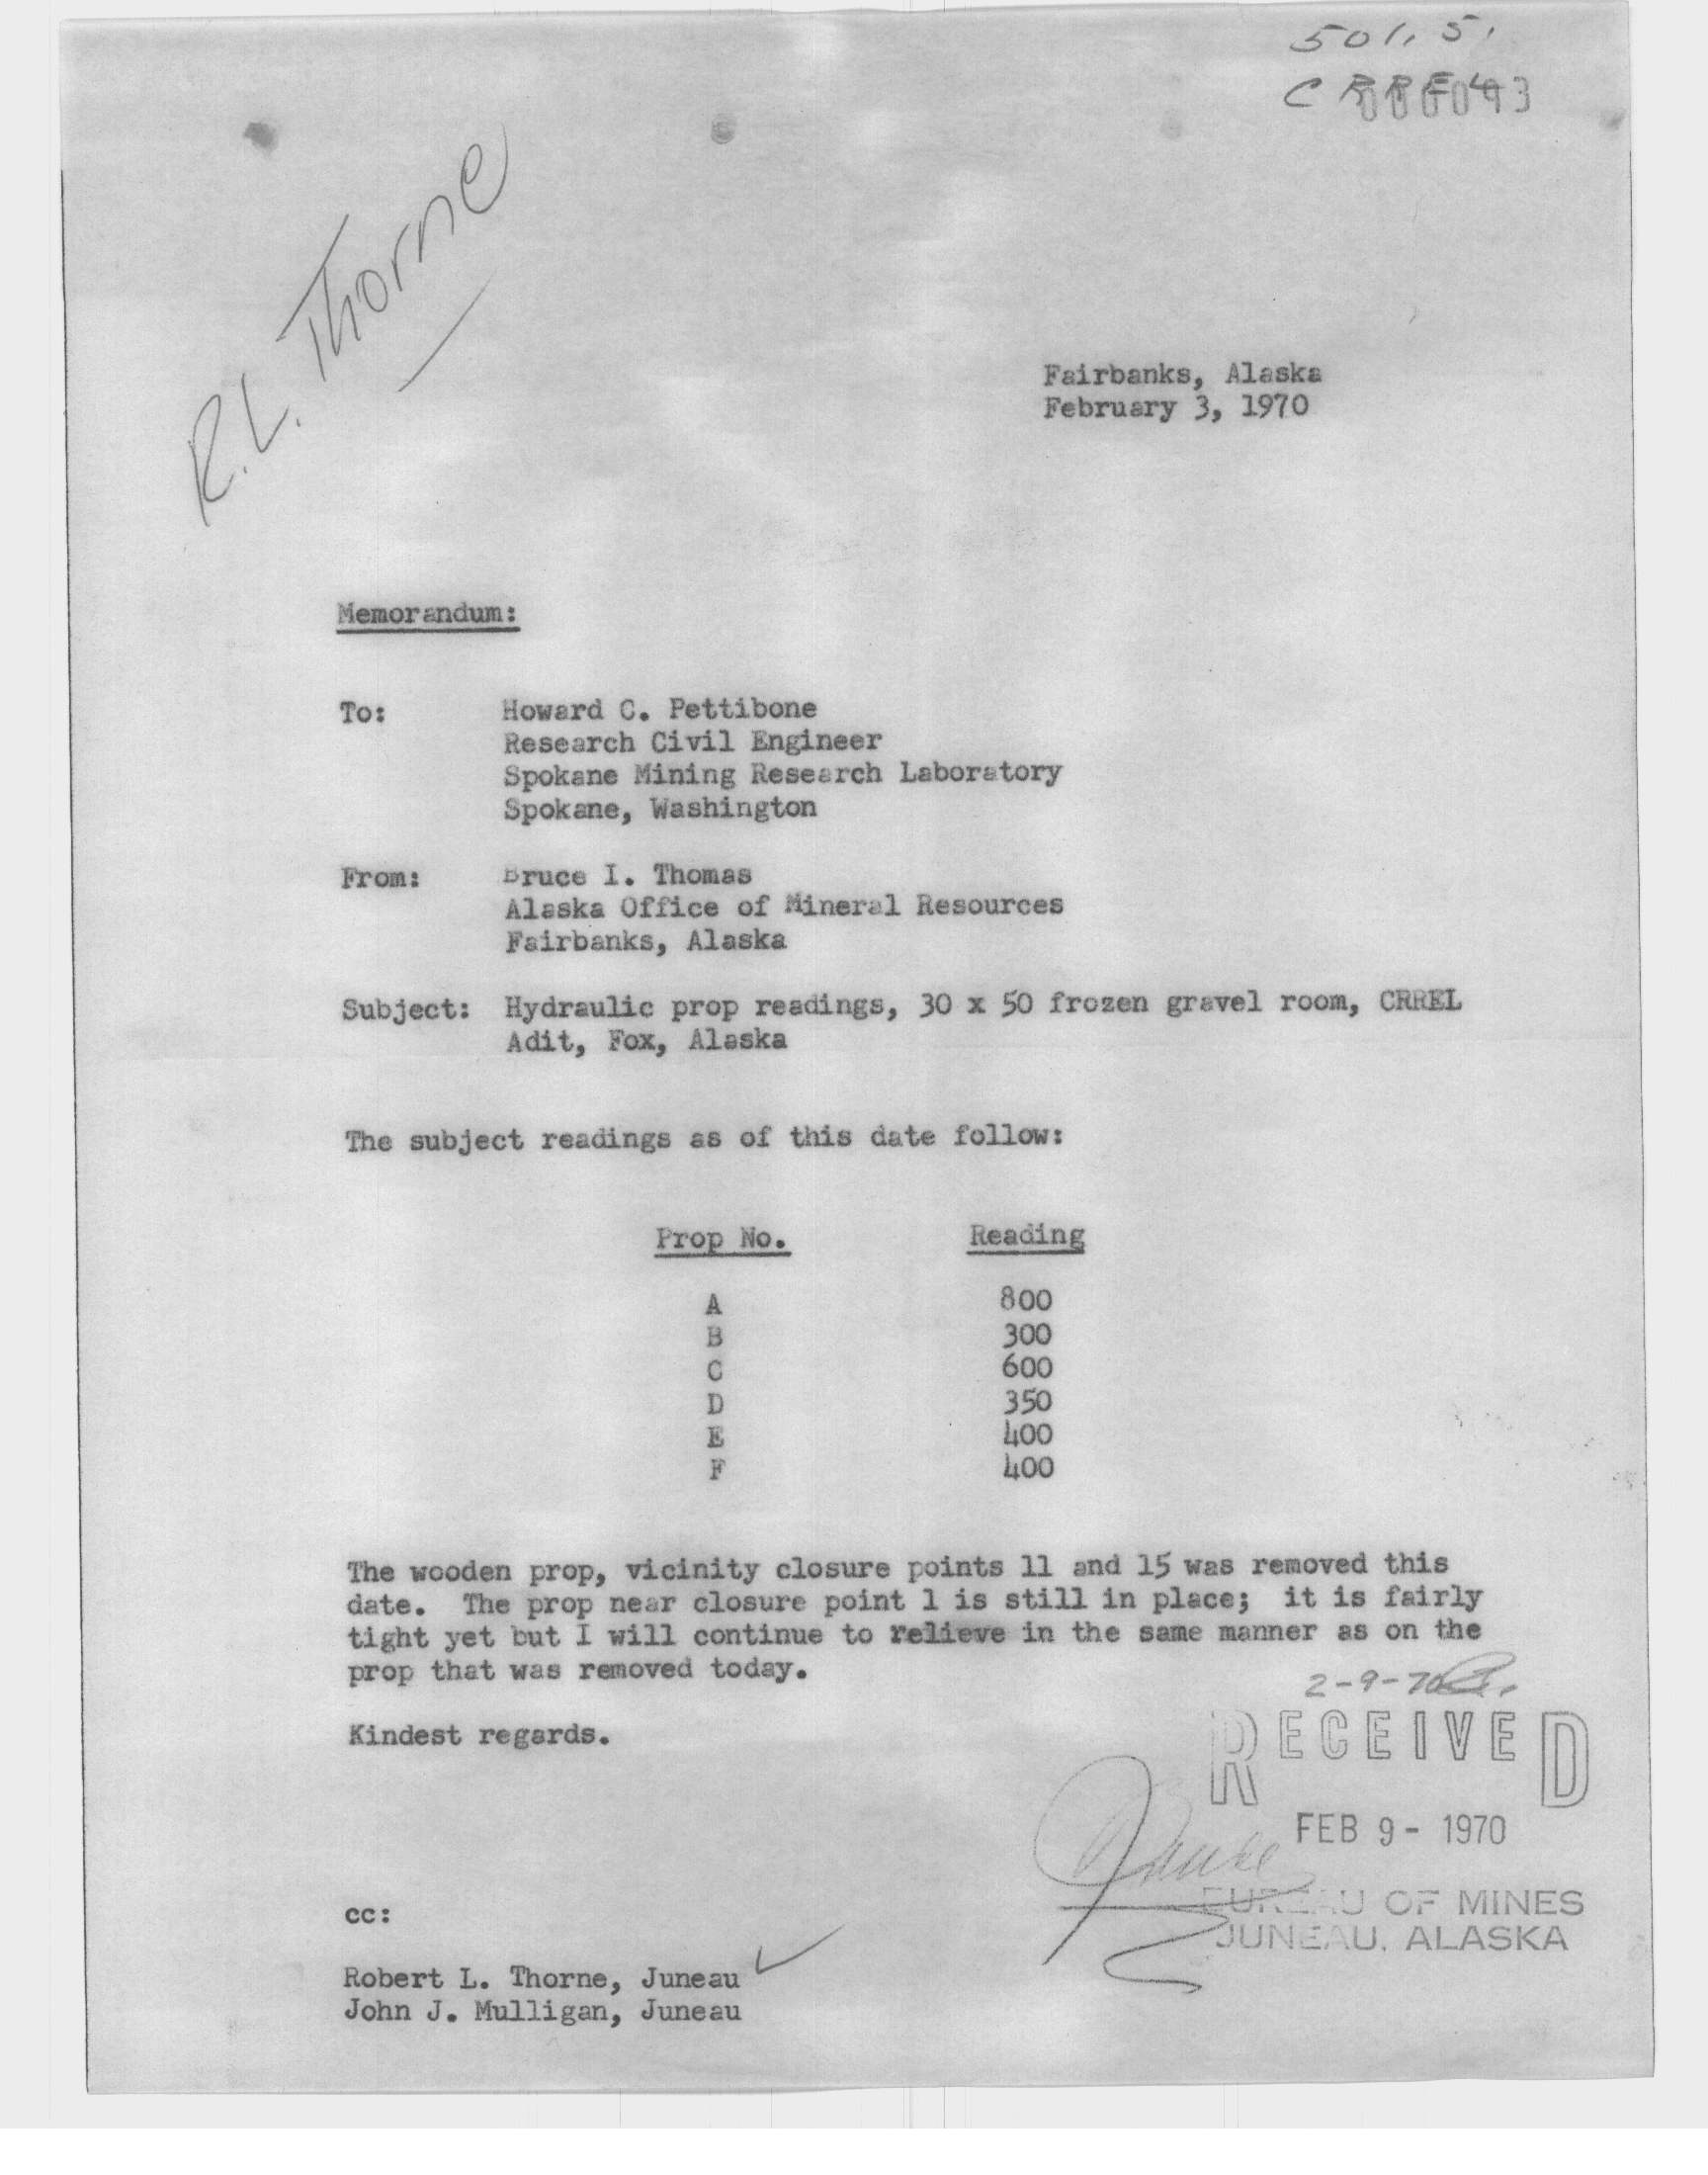 501.5.
CRREL
R.L. Thorne
Fairbanks, Alaska
February 3, 1970
Memorandum:
To: Howard C. Pettibone
Research Civil Engineer
Spokane Mining Research Laboratory
Spokane, Washington
From: Bruce I. Thomas
Alaska Office of Mineral Resources
Fairbanks, Alaska
Subject: Hydraulic prop readings, 30 x 50 frozen gravel room, CRREL
Adit, Fox, Alaska
The subject readings as of this date follow:
Prop No. Reading
A 800
B 300
C 600
D 350
E 400
F 400
The wooden prop, vicinity closure points 11 and 15 was removed this
date. The prop near closure point 1 is still in place; it is fairly
tight yet but I will continue to relieve in the same manner as on the
prop that was removed today.
2-9-70
Kindest regards.
RECEIVED
FEB 9 - 1970
BUREAU OF MINES
JUNEAU, ALASKA
cc:
Robert L. Thorne, Juneau ✓
John J. Mulligan, Juneau